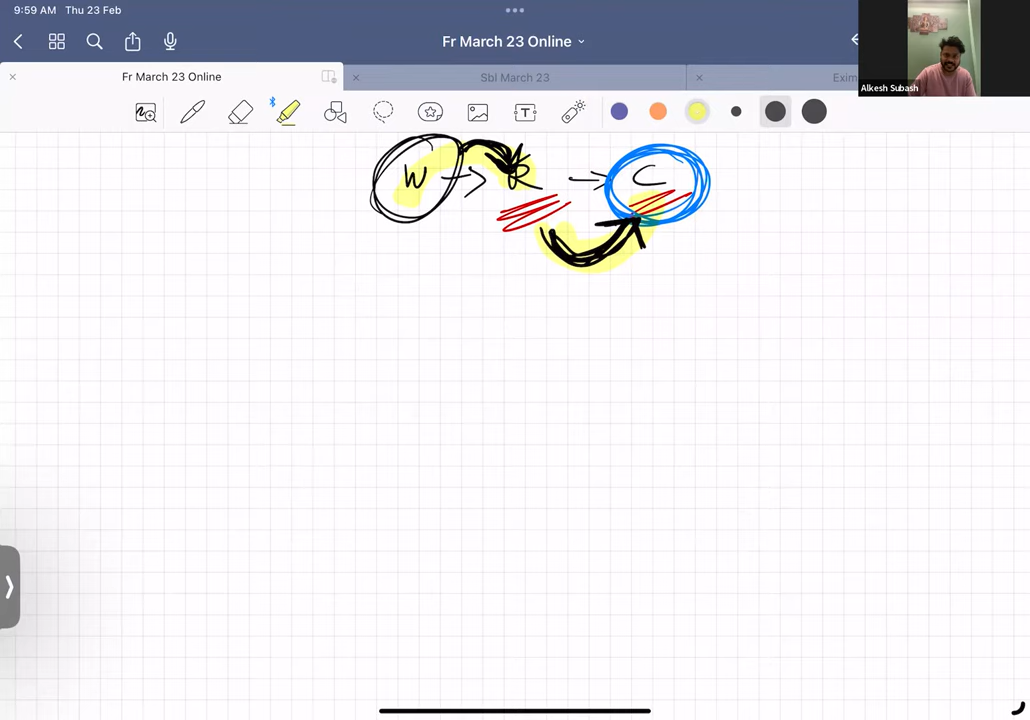 9:59 AM Thu 23 Feb
Fr March 23 Online
Alkesh Subash
Fr March 23 Online
Sbl March 23
Exim
T
W → R → C